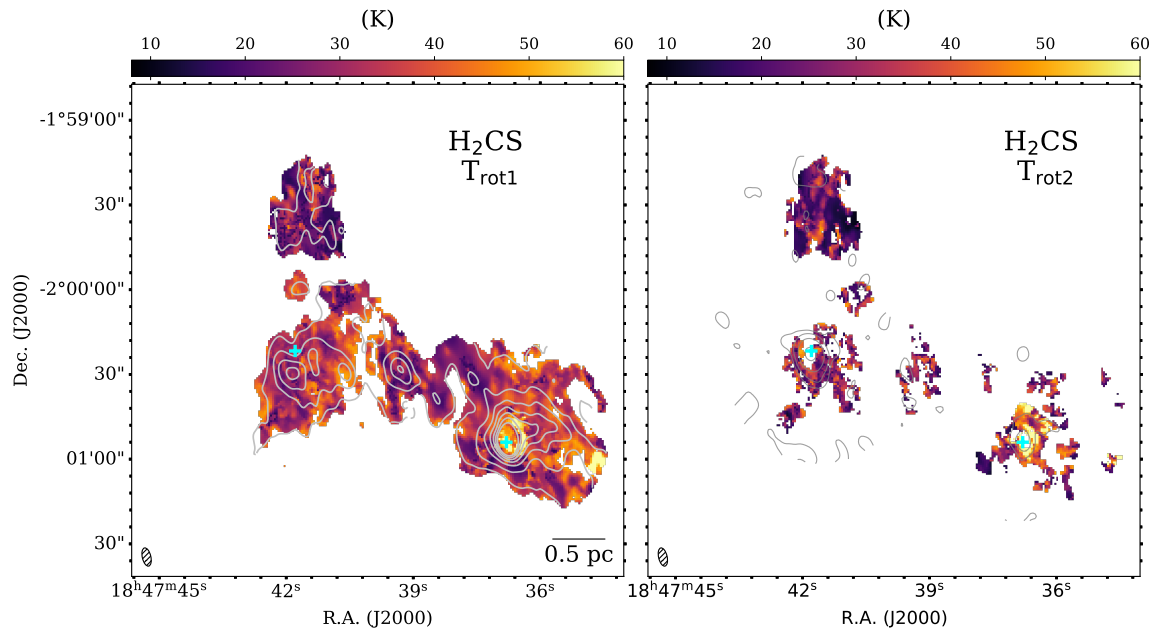 (K)
10 20 30 40 50 60
H₂CS
T_rot1
-1°59'00"
30"
-2°00'00"
30"
01'00"
30"
Dec. (J2000)
0.5 pc
18ʰ47ᵐ45ˢ 42ˢ 39ˢ 36ˢ
R.A. (J2000)
(K)
10 20 30 40 50 60
H₂CS
T_rot2
18ʰ47ᵐ45ˢ 42ˢ 39ˢ 36ˢ
R.A. (J2000)